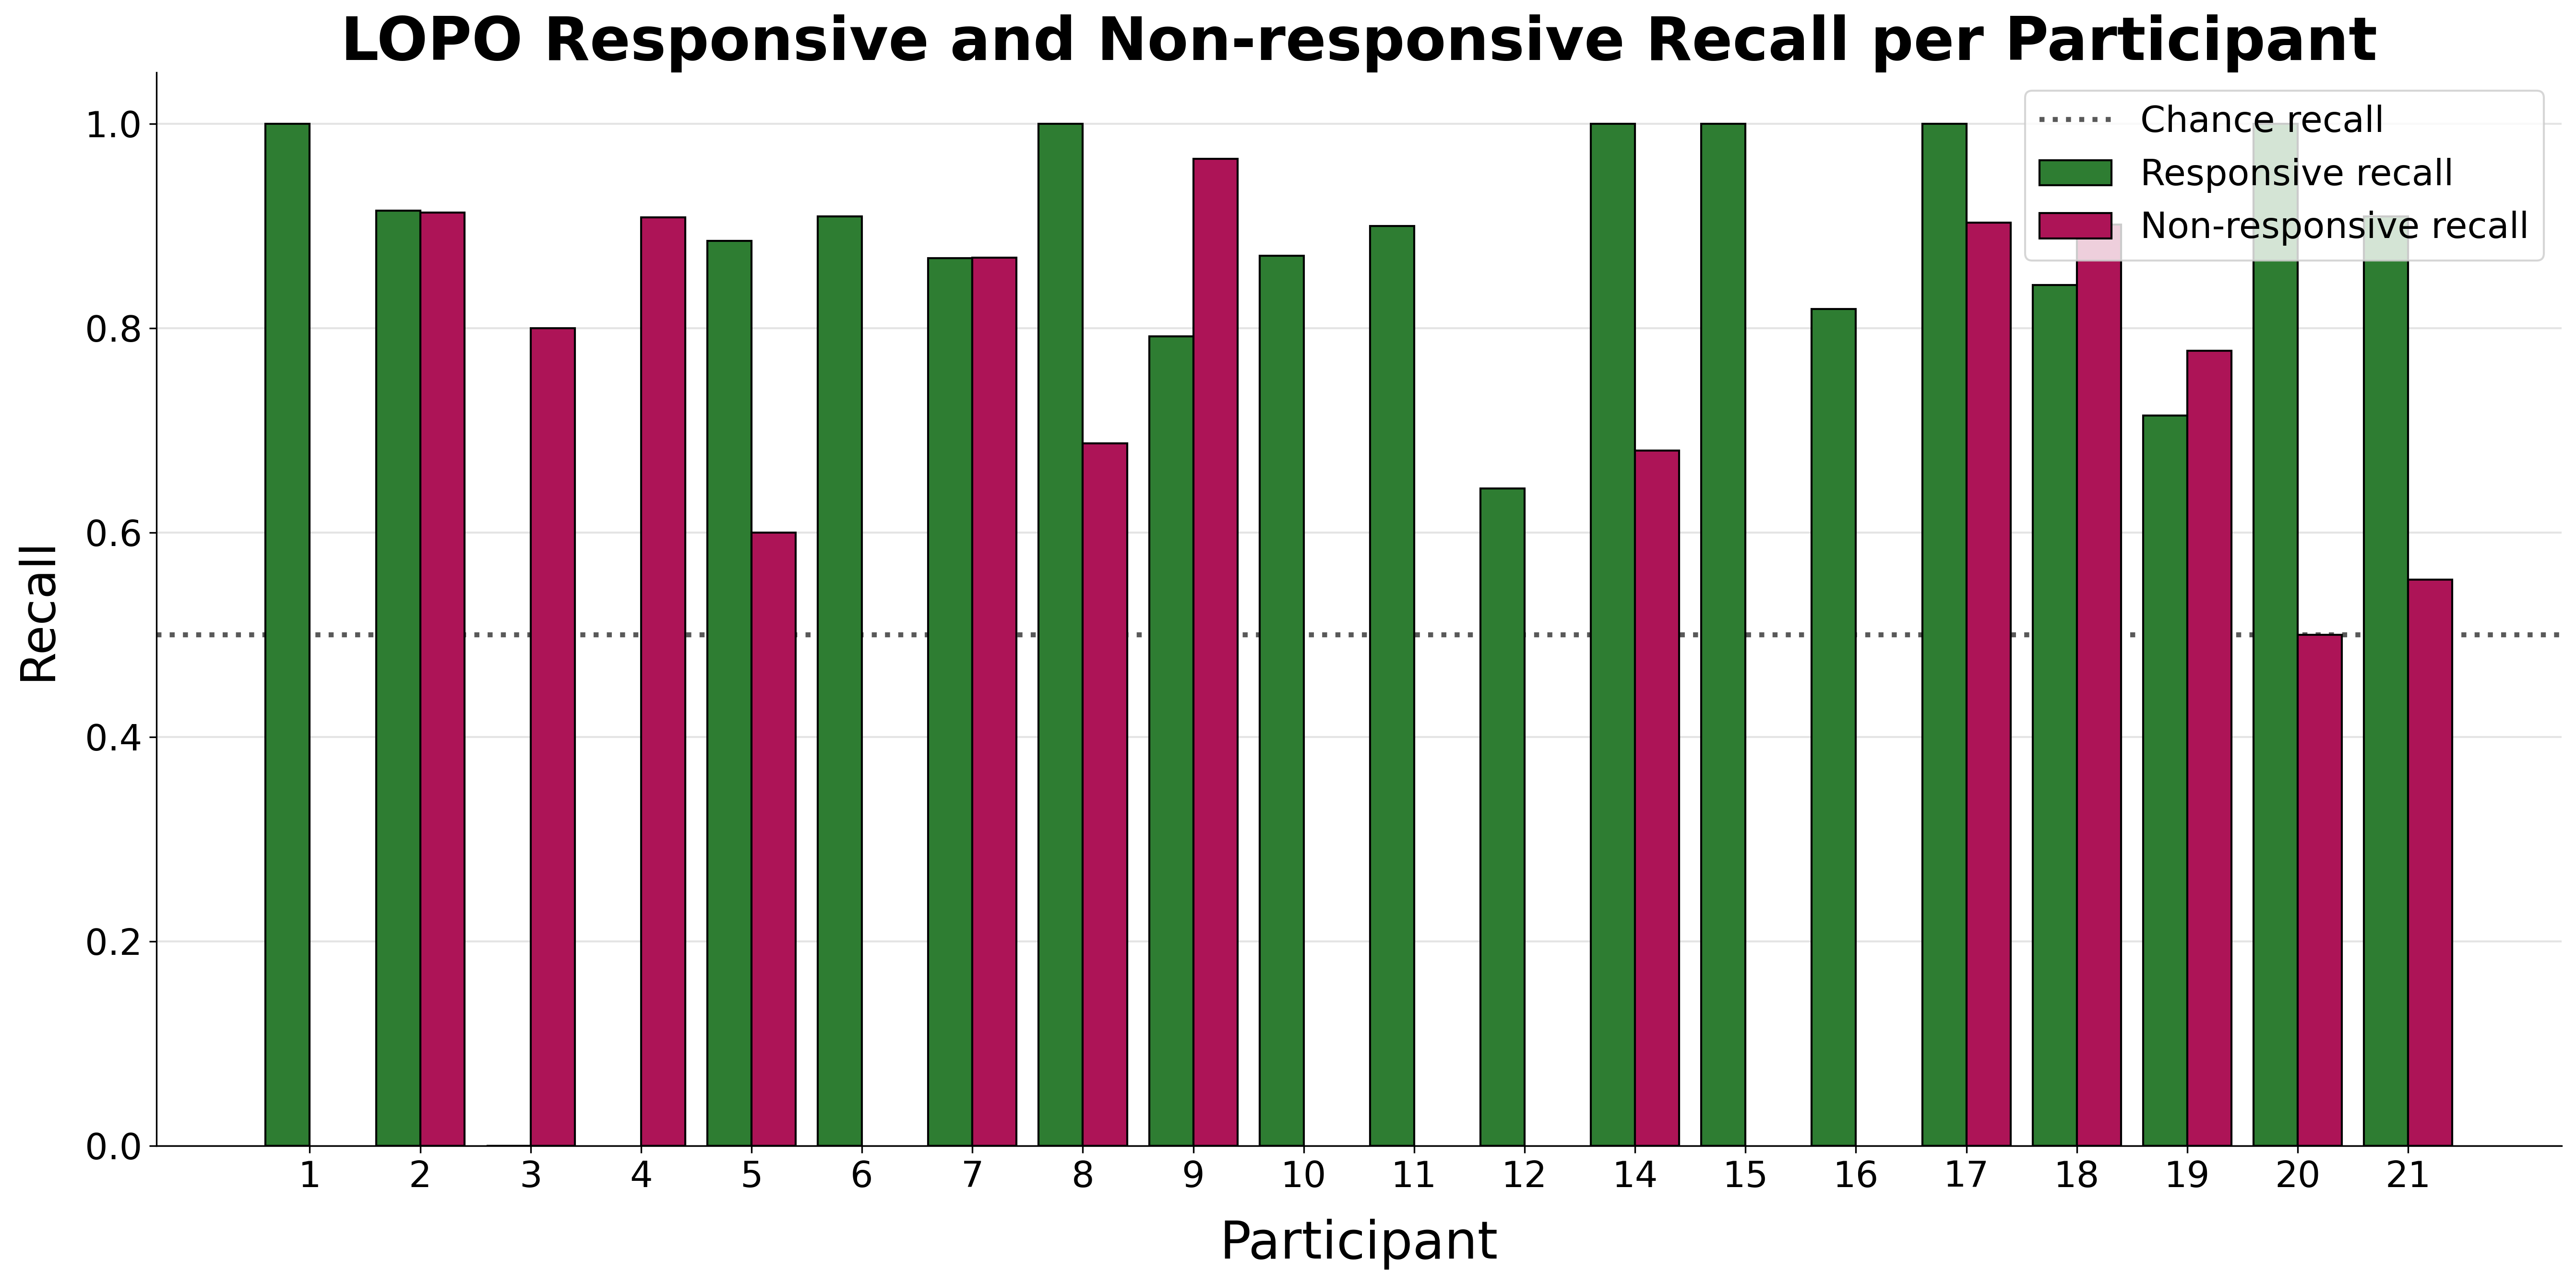 LOPO Responsive and Non-responsive Recall per Participant
Chance recall
Responsive recall
Non-responsive recall
Recall
1.0
0.8
0.6
0.4
0.2
0.0
1 2 3 4 5 6 7 8 9 10 11 12 14 15 16 17 18 19 20 21
Participant